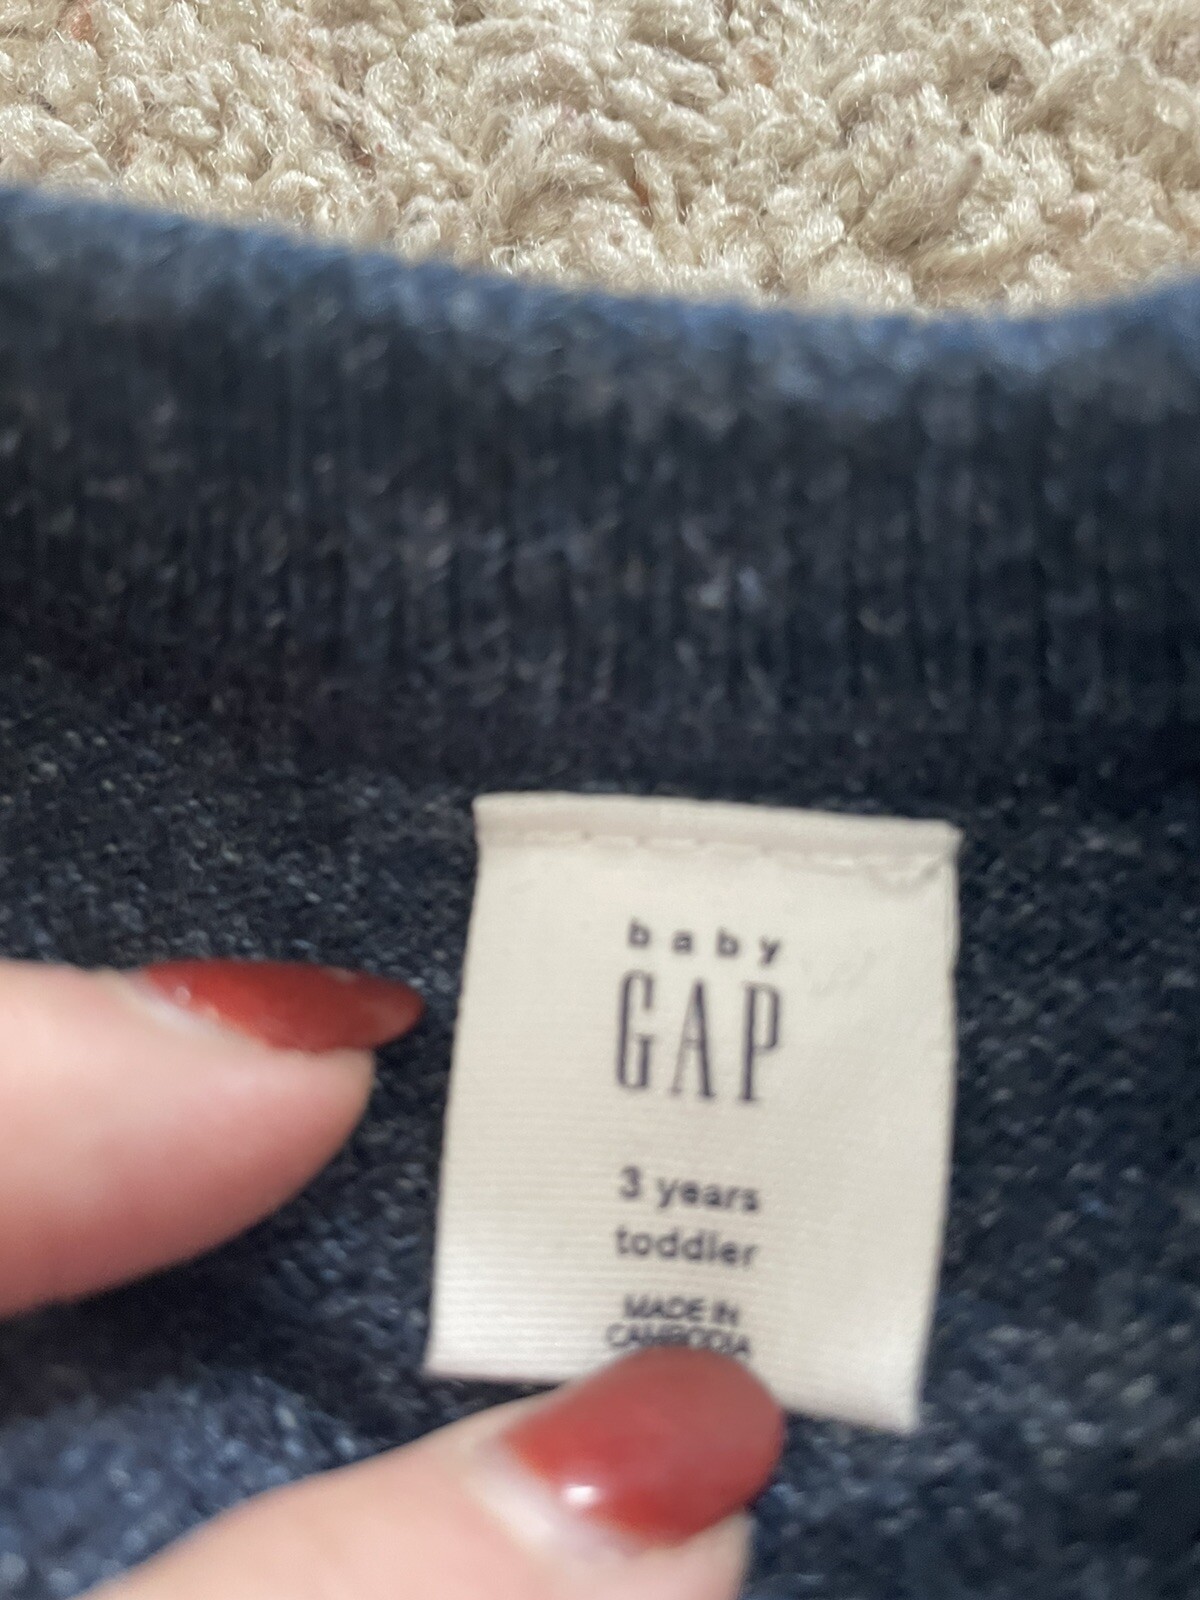 baby
GAP
3 years
toddler
MADE IN
CAMBODIA